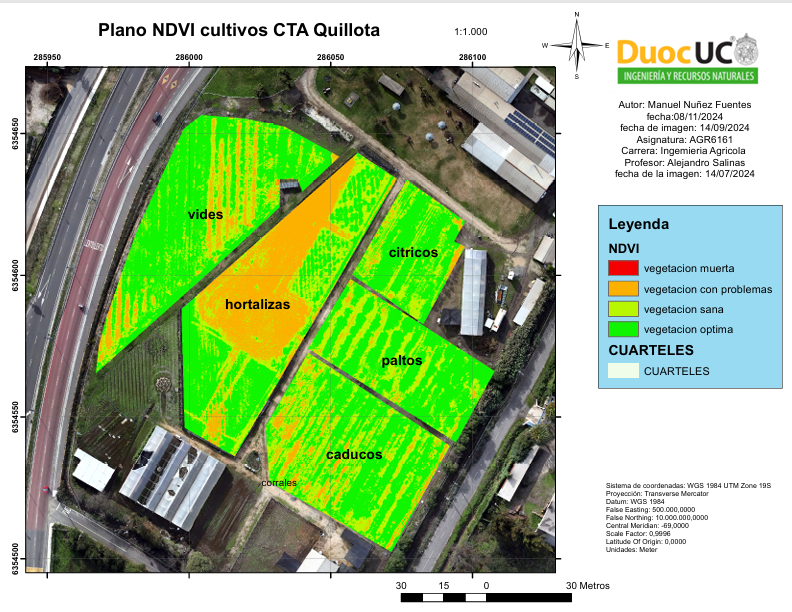 Plano NDVI cultivos CTA Quillota
1:1.000
N
W
E
S
285950
286000
286050
286100
6354650
6354600
6354550
6354500
vides
citricos
hortalizas
paltos
caducos
corrales
30 15 0 30 Metros
Duoc UC
INGENIERÍA Y RECURSOS NATURALES
Autor: Manuel Nuñez Fuentes
fecha:08/11/2024
fecha de imagen: 14/09/2024
Asignatura: AGR6161
Carrera: Ingemieria Agricola
Profesor: Alejandro Salinas
fecha de la imagen: 14/07/2024
Leyenda
NDVI
vegetacion muerta
vegetacion con problemas
vegetacion sana
vegetacion optima
CUARTELES
CUARTELES
Sistema de coordenadas: WGS 1984 UTM Zone 19S
Proyección: Transverse Mercator
Datum: WGS 1984
False Easting: 500.000,0000
False Northing: 10.000.000,0000
Central Meridian: -69,0000
Scale Factor: 0,9996
Latitude Of Origin: 0,0000
Unidades: Meter